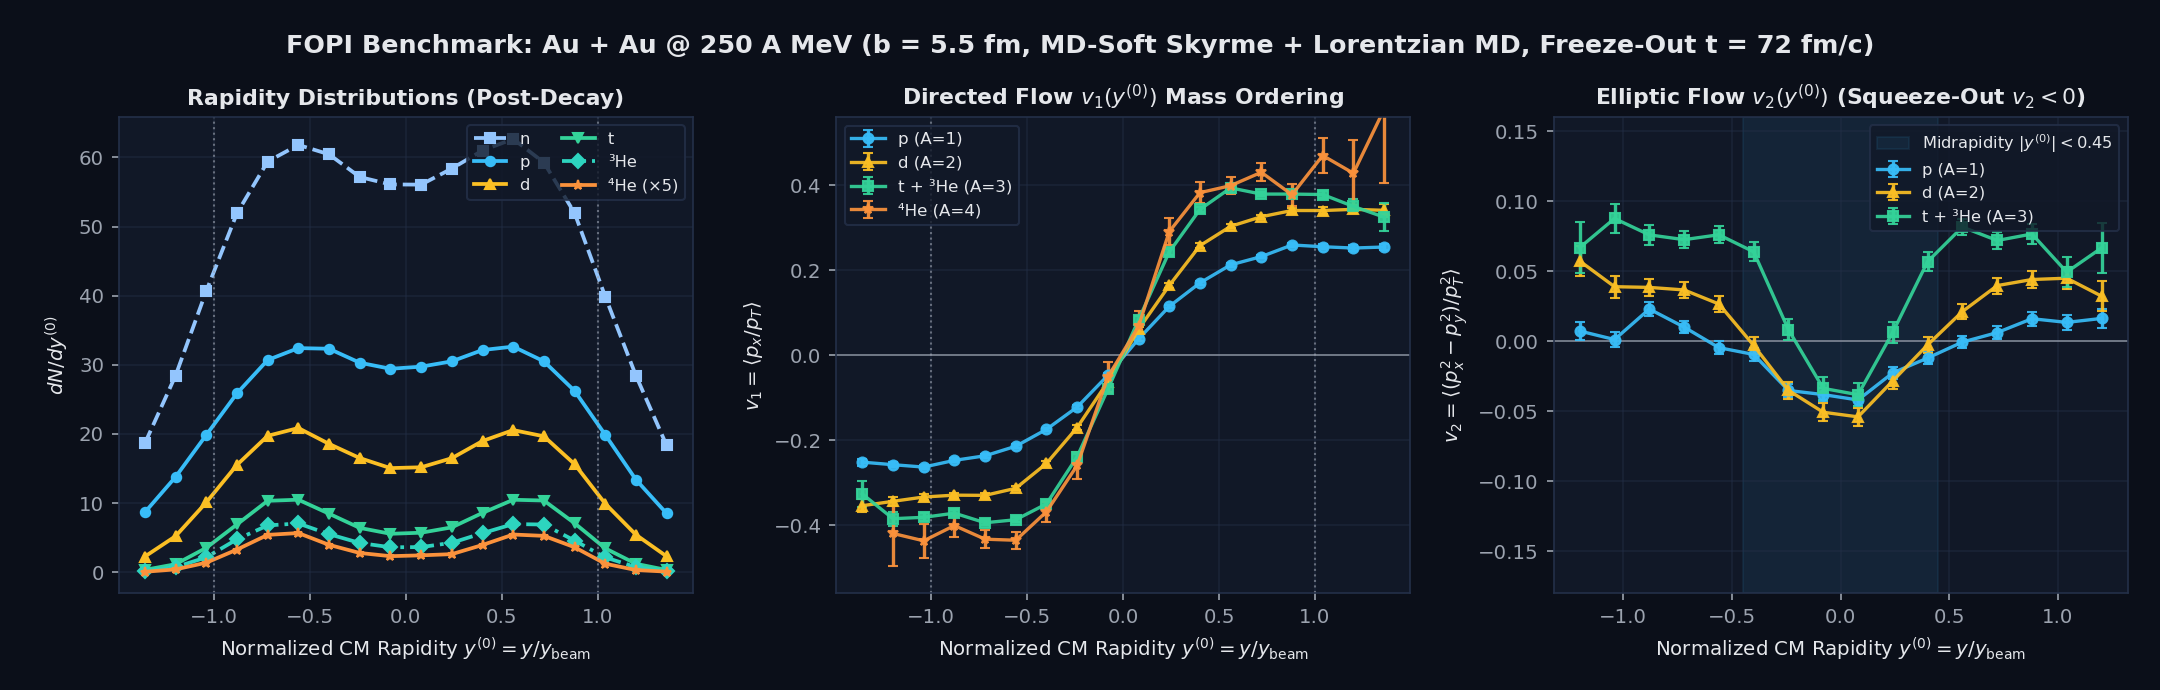 FOPI Benchmark: Au + Au @ 250 A MeV (b = 5.5 fm, MD-Soft Skyrme + Lorentzian MD, Freeze-Out t = 72 fm/c)
Rapidity Distributions (Post-Decay)
n
p
d
t
³He
⁴He (×5)
60
50
40
30
20
10
0
dN/dy⁽⁰⁾
−1.0
−0.5
0.0
0.5
1.0
Normalized CM Rapidity y⁽⁰⁾ = y/y_beam
Directed Flow v₁(y⁽⁰⁾) Mass Ordering
p (A=1)
d (A=2)
t + ³He (A=3)
⁴He (A=4)
0.4
0.2
0.0
−0.2
−0.4
v₁ = ⟨p_x/p_T⟩
−1.0
−0.5
0.0
0.5
1.0
Normalized CM Rapidity y⁽⁰⁾ = y/y_beam
Elliptic Flow v₂(y⁽⁰⁾) (Squeeze-Out v₂ < 0)
Midrapidity |y⁽⁰⁾| < 0.45
p (A=1)
d (A=2)
t + ³He (A=3)
0.15
0.10
0.05
0.00
−0.05
−0.10
−0.15
v₂ = ⟨(p_x² − p_y²)/p_T²⟩
−1.0
−0.5
0.0
0.5
1.0
Normalized CM Rapidity y⁽⁰⁾ = y/y_beam